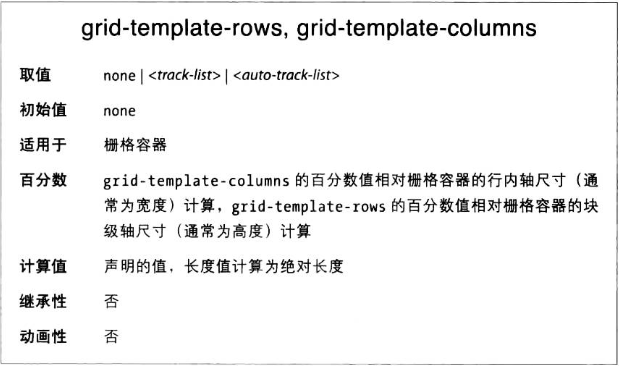 grid-template-rows, grid-template-columns
取值 none | <track-list> | <auto-track-list>
初始值 none
适用于 栅格容器
百分数 grid-template-columns 的百分数值相对栅格容器的行内轴尺寸（通
常为宽度）计算，grid-template-rows 的百分数值相对栅格容器的块
级轴尺寸（通常为高度）计算
计算值 声明的值，长度值计算为绝对长度
继承性 否
动画性 否